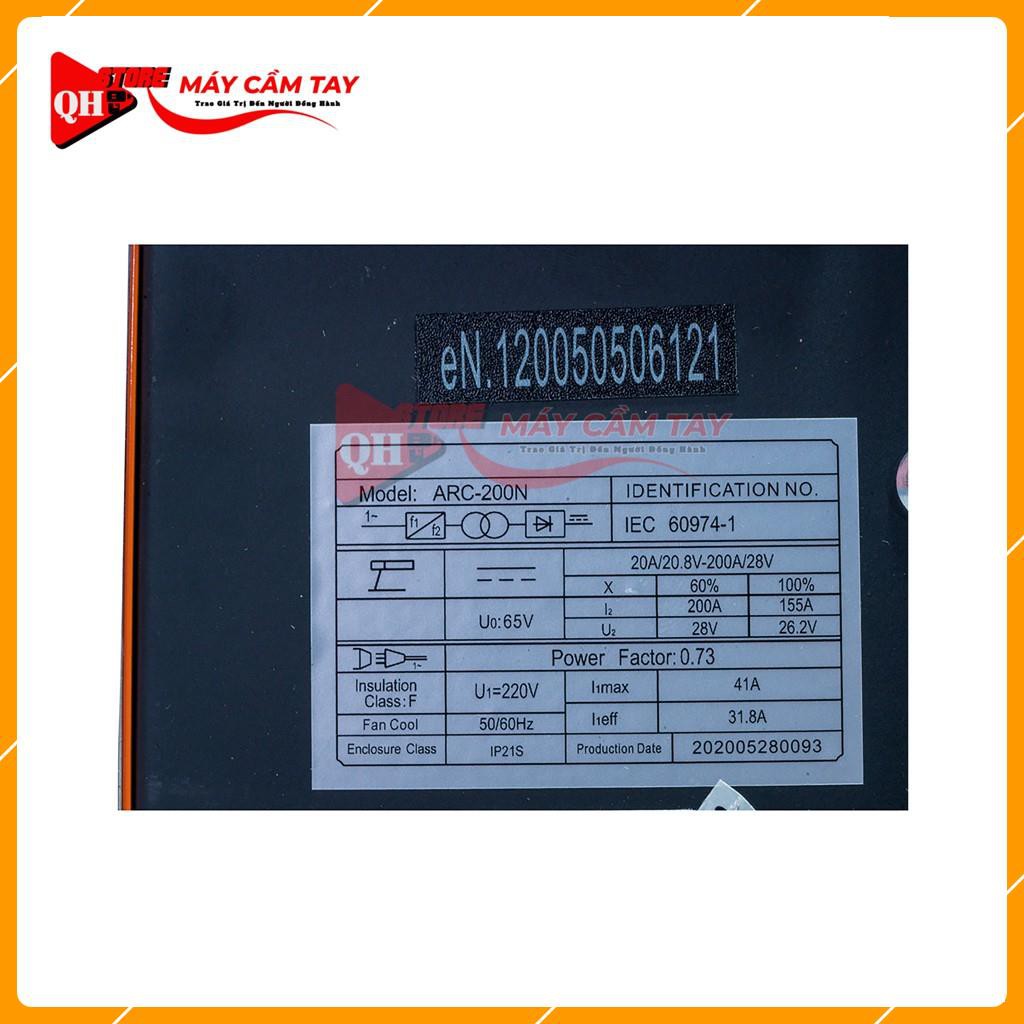 STORE
QH
MÁY CẦM TAY
Trao Giá Trị Đến Người Đồng Hành
eN.120050506121
STORE
QH
MÁY CẦM TAY
Trao Giá Trị Đến Người Đồng Hành
Model: ARC-200N
IDENTIFICATION NO.
1~ f1 f2
IEC 60974-1
20A/20.8V-200A/28V
X 60% 100%
U0:65V
I2 200A 155A
U2 28V 26.2V
1~
Power Factor: 0.73
Insulation Class: F
U1=220V
I1max 41A
Fan Cool
50/60Hz
I1eff 31.8A
Enclosure Class
IP21S
Production Date
202005280093